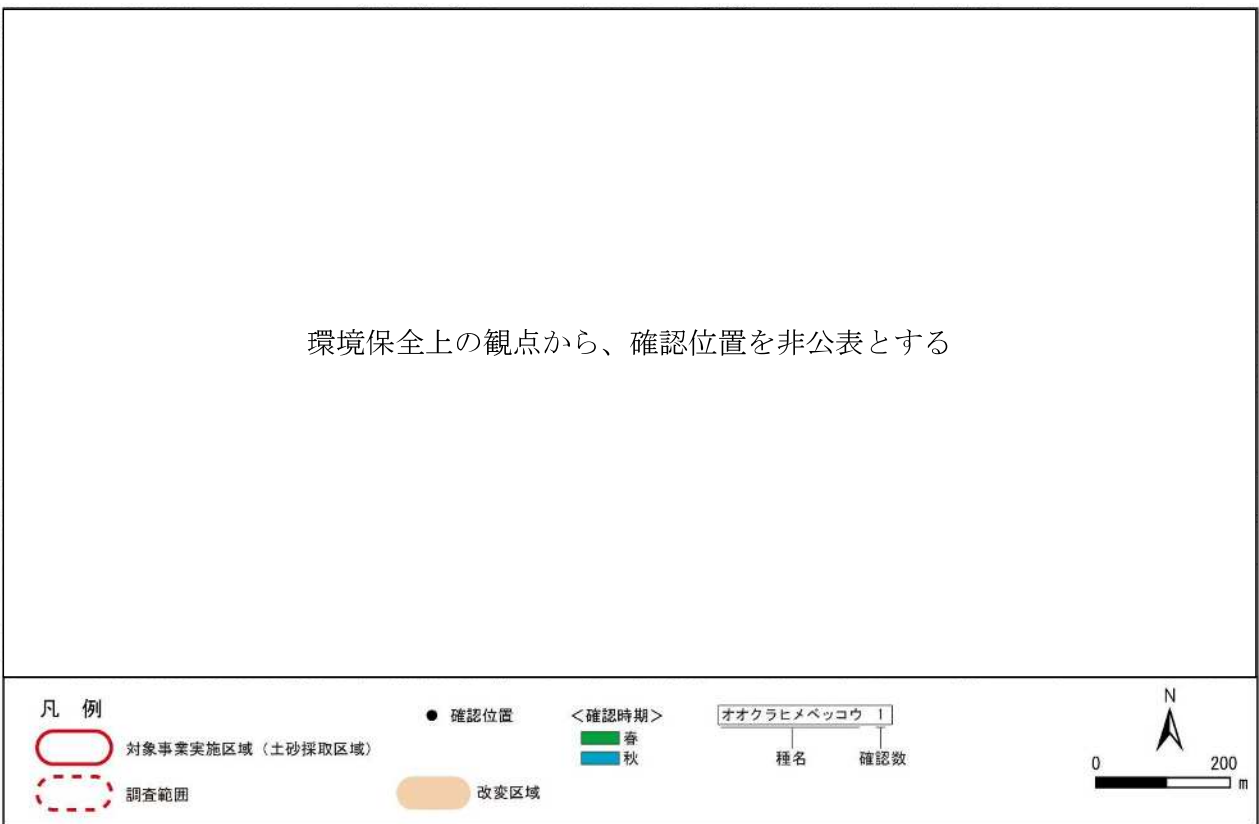 環境保全上の観点から、確認位置を非公表とする
凡 例
対象事業実施区域（土砂採取区域）
調査範囲
● 確認位置
改変区域
＜確認時期＞
春
秋
オオクラヒメベッコウ 1
種名 確認数
N
0 200
m